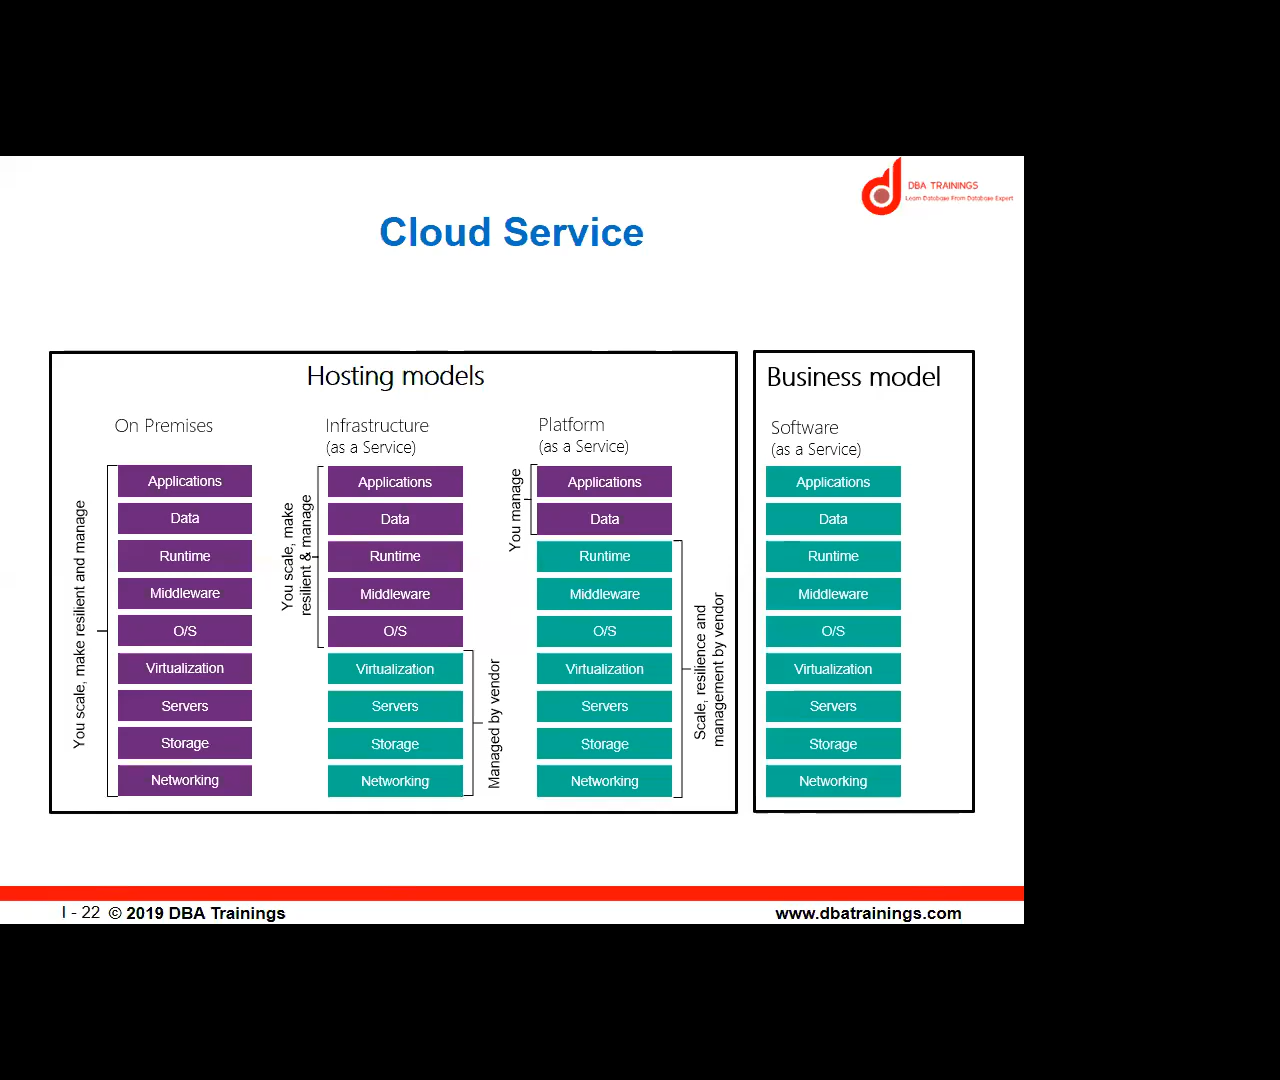 DBA TRAININGS
Learn Database From Database Expert
Cloud Service
Hosting models
On Premises
You scale, make resilient and manage
Applications
Data
Runtime
Middleware
O/S
Virtualization
Servers
Storage
Networking
Infrastructure
(as a Service)
You scale, make
resilient & manage
Applications
Data
Runtime
Middleware
O/S
Virtualization
Servers
Storage
Networking
Managed by vendor
Platform
(as a Service)
You manage
Applications
Data
Runtime
Middleware
O/S
Virtualization
Servers
Storage
Networking
Scale, resilience and
management by vendor
Business model
Software
(as a Service)
Applications
Data
Runtime
Middleware
O/S
Virtualization
Servers
Storage
Networking
I - 22 © 2019 DBA Trainings
www.dbatrainings.com